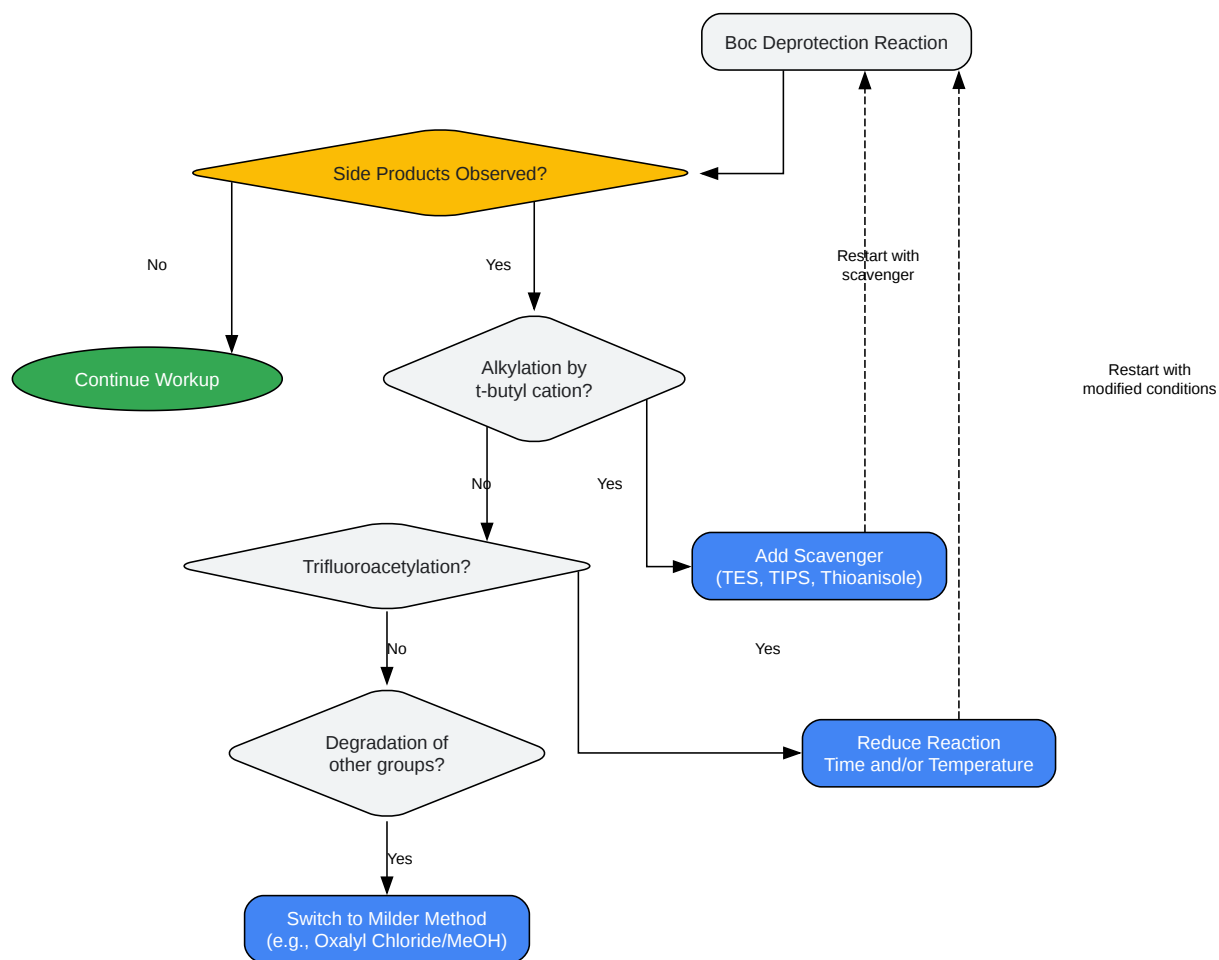 Boc Deprotection Reaction
Side Products Observed?
No
Yes
Restart with
scavenger
Continue Workup
Alkylation by
t-butyl cation?
Restart with
modified conditions
No
Yes
Add Scavenger
(TES, TIPS, Thioanisole)
Trifluoroacetylation?
No
Yes
Degradation of
other groups?
Reduce Reaction
Time and/or Temperature
Yes
Switch to Milder Method
(e.g., Oxalyl Chloride/MeOH)